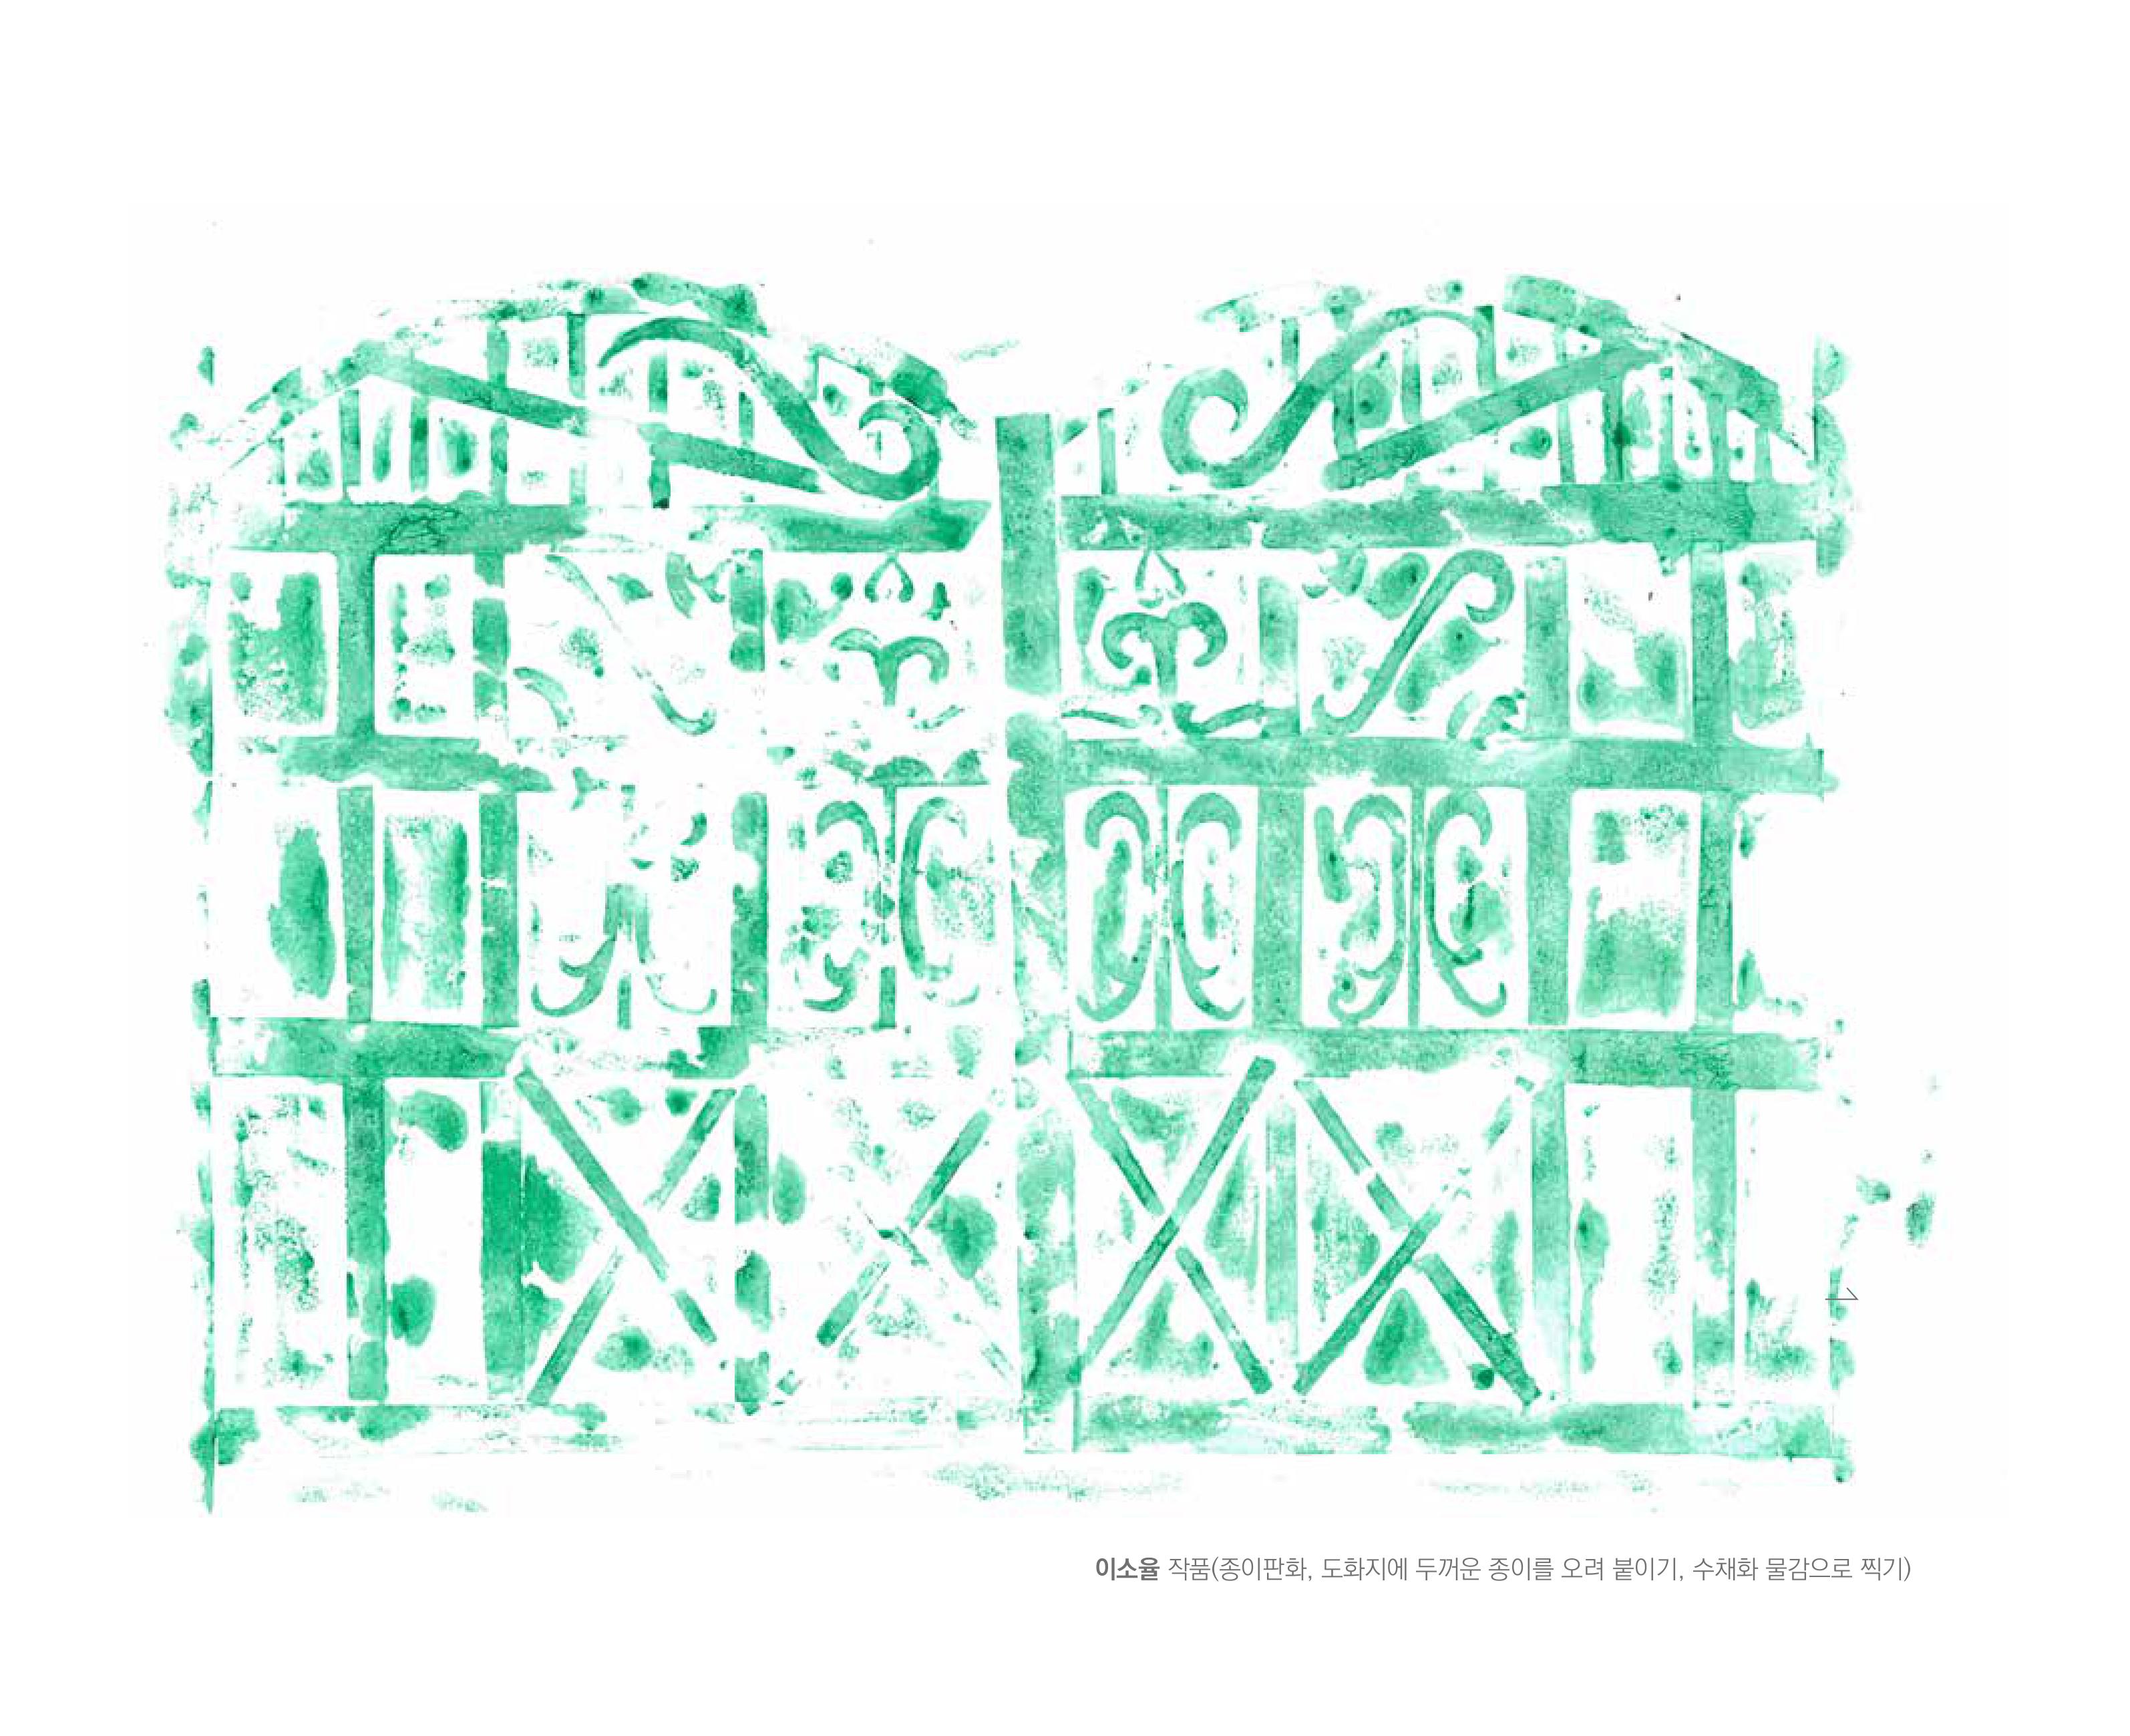 이소율 작품(종이판화, 도화지에 두꺼운 종이를 오려 붙이기, 수채화 물감으로 찍기)